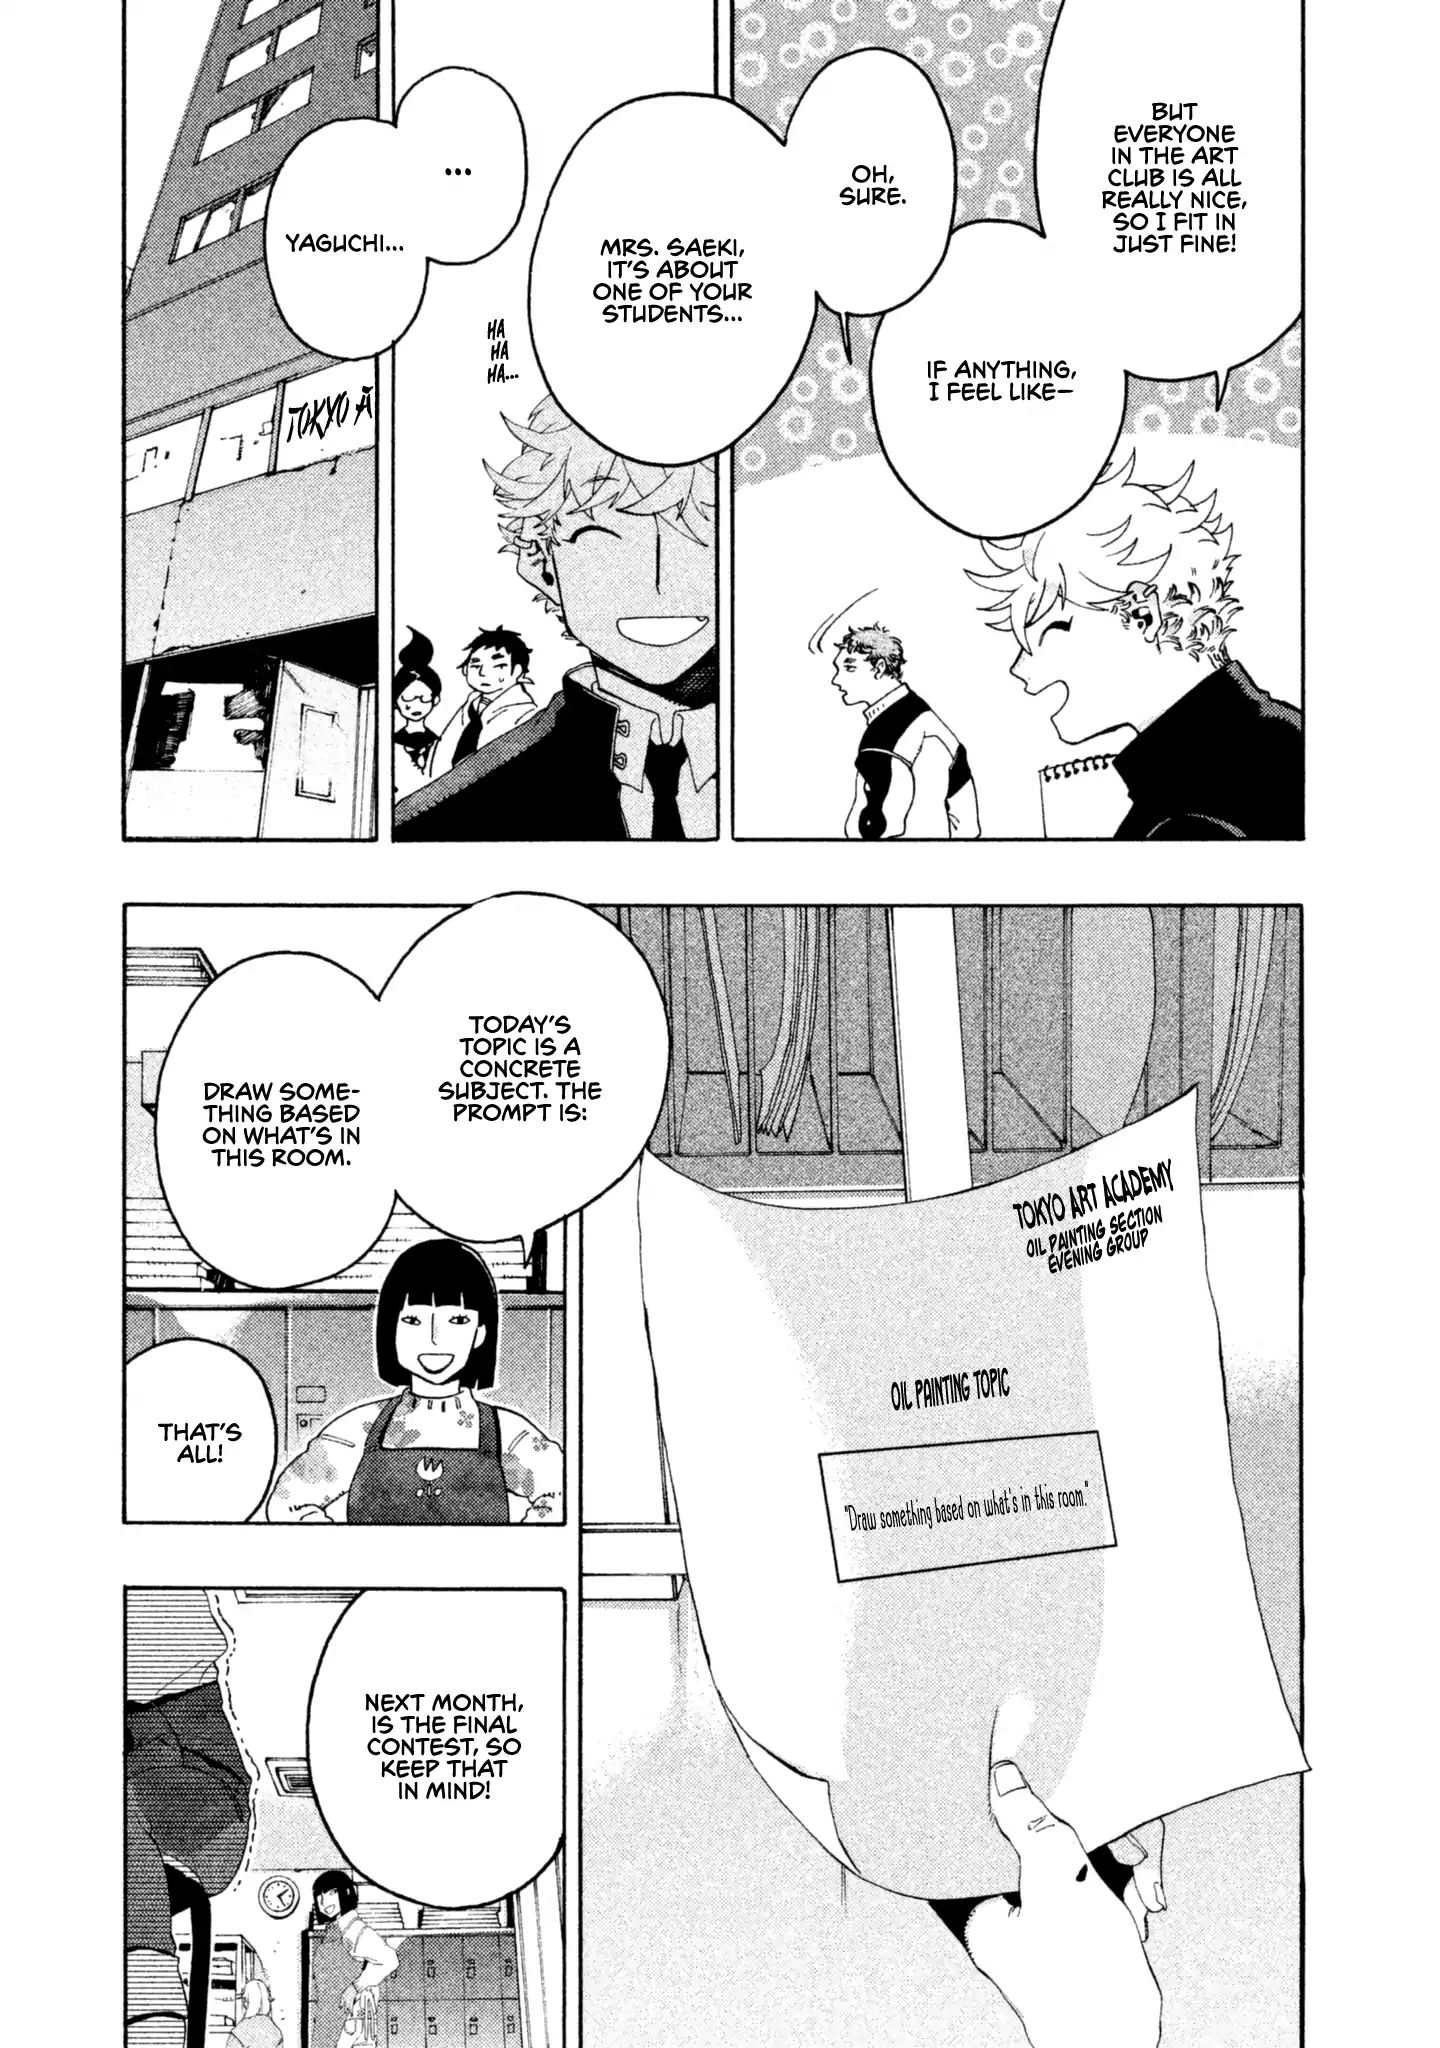 BUT
EVERYONE
IN THE ART
CLUB IS ALL
REALLY NICE,
SO I FIT IN
JUST FINE!
IF ANYTHING,
I FEEL LIKE–
OH,
SURE.
MRS. SAEKI,
IT'S ABOUT
ONE OF YOUR
STUDENTS...
HA
HA
HA...
...
YAGUCHI...
TOKYO A
TOKYO ART ACADEMY
OIL PAINTING SECTION
EVENING GROUP
OIL PAINTING TOPIC
"Draw something based on what's in this room."
TODAY'S
TOPIC IS A
CONCRETE
SUBJECT. THE
PROMPT IS:
DRAW SOME-
THING BASED
ON WHAT'S IN
THIS ROOM.
THAT'S
ALL!
NEXT MONTH,
IS THE FINAL
CONTEST, SO
KEEP THAT
IN MIND!